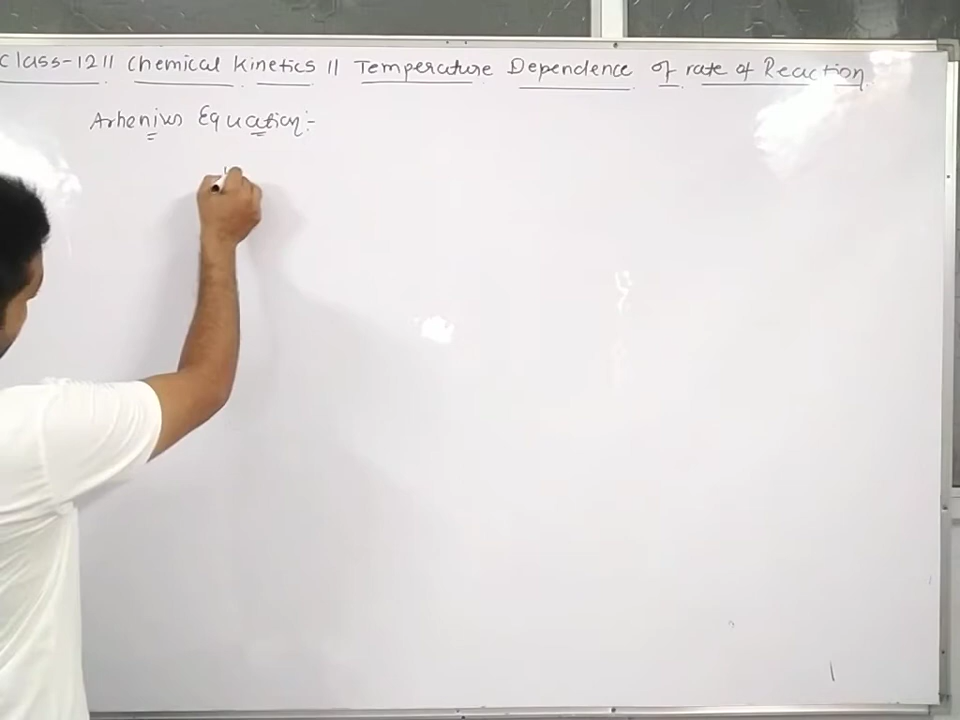 Class-12 || Chemical Kinetics || Temperature Dependence of rate of Reaction
Arhenius Equation:-